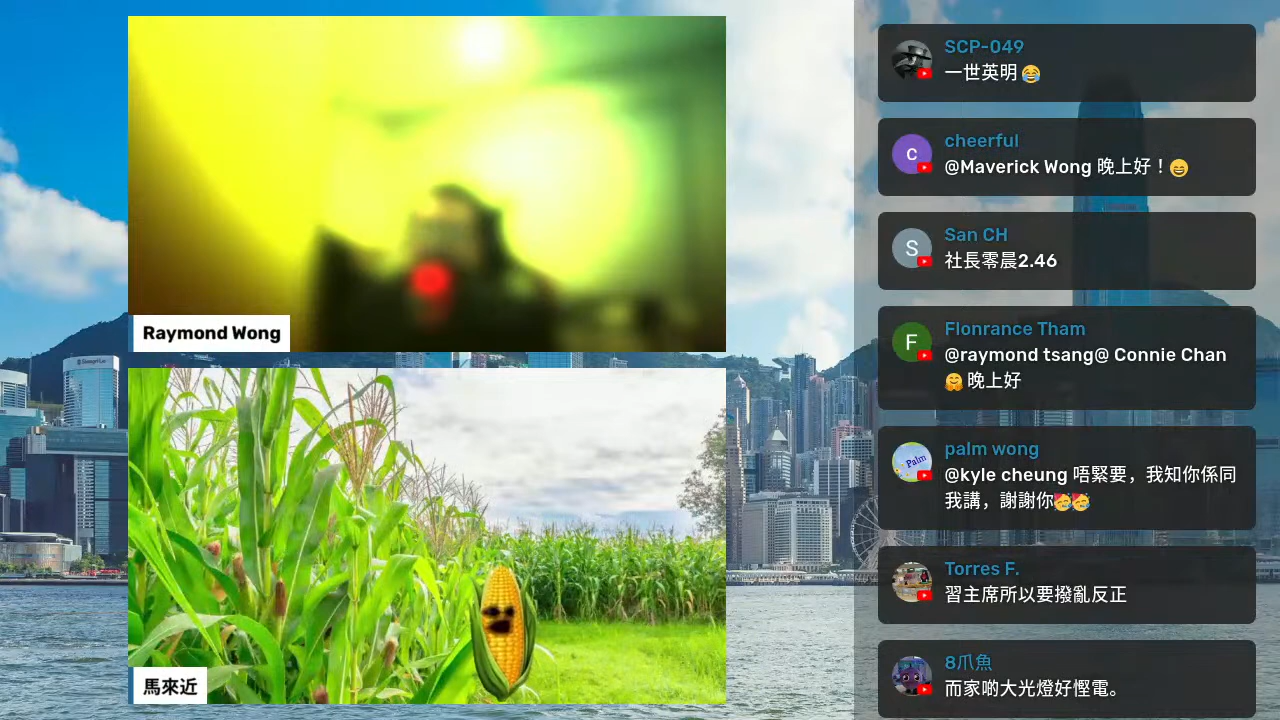 Raymond Wong
馬來近
SCP-049
一世英明😂
cheerful
@Maverick Wong 晚上好！😄
San CH
社長零晨2.46
Flonrance Tham
@raymond tsang@ Connie Chan
🤗 晚上好
palm wong
@kyle cheung 唔緊要，我知你係同
我講，謝謝你🥳🥳
Torres F.
習主席所以要撥亂反正
8爪魚
而家啲大光燈好慳電。
C
S
F
Palm